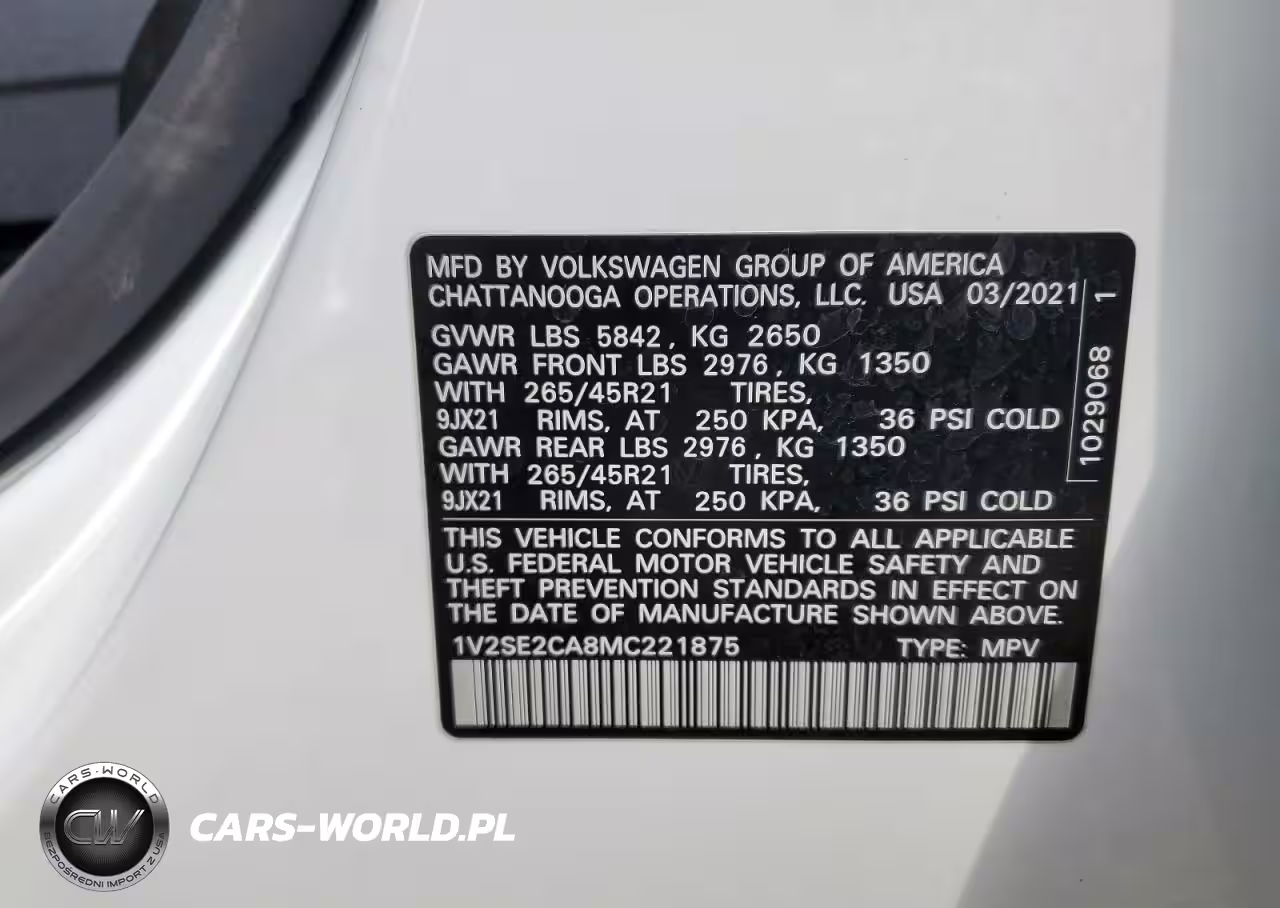 MFD BY VOLKSWAGEN GROUP OF AMERICA
CHATTANOOGA OPERATIONS, LLC. USA 03/2021
GVWR LBS 5842, KG 2650
GAWR FRONT LBS 2976, KG 1350
WITH 265/45R21 TIRES,
9JX21 RIMS, AT 250 KPA, 36 PSI COLD
GAWR REAR LBS 2976, KG 1350
WITH 265/45R21 TIRES,
9JX21 RIMS, AT 250 KPA, 36 PSI COLD
1029068 1
THIS VEHICLE CONFORMS TO ALL APPLICABLE
U.S. FEDERAL MOTOR VEHICLE SAFETY AND
THEFT PREVENTION STANDARDS IN EFFECT ON
THE DATE OF MANUFACTURE SHOWN ABOVE.
1V2SE2CA8MC221875 TYPE: MPV
CARS-WORLD
CW
BEZPOŚREDNI IMPORT Z USA
CARS-WORLD.PL